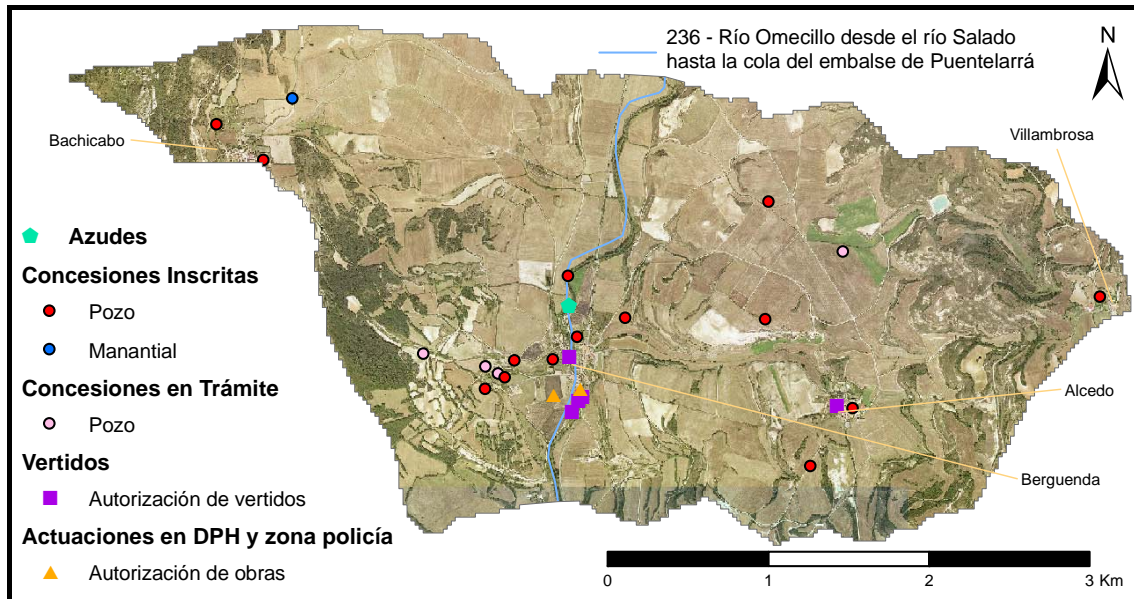 236 - Río Omecillo desde el río Salado
hasta la cola del embalse de Puentelarrá
N
Bachicabo
Villambrosa
Azudes
Concesiones Inscritas
Pozo
Manantial
Concesiones en Trámite
Pozo
Alcedo
Vertidos
Autorización de vertidos
Berguenda
Actuaciones en DPH y zona policía
Autorización de obras
0 1 2 3 Km